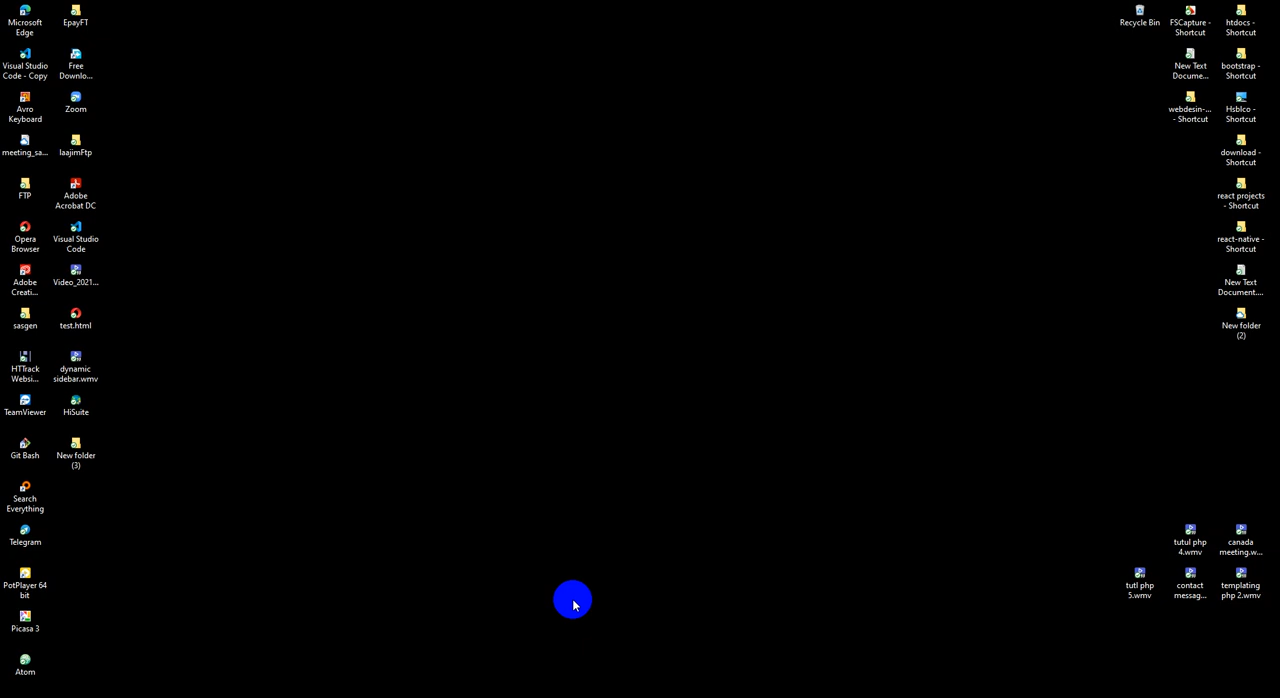 Microsoft
Edge
EpayFT
Visual Studio
Code - Copy
Free
Downlo...
Avro
Keyboard
Zoom
meeting_sa...
laajimFtp
FTP
Adobe
Acrobat DC
Opera
Browser
Visual Studio
Code
Adobe
Creati...
Video_2021...
sasgen
test.html
HTTrack
Websi...
dynamic
sidebar.wmv
TeamViewer
HiSuite
Git Bash
New folder
(3)
Search
Everything
Telegram
PotPlayer 64
bit
Picasa 3
Atom
Recycle Bin
FSCapture -
Shortcut
htdocs -
Shortcut
New Text
Docume...
bootstrap -
Shortcut
webdesin-...
- Shortcut
Hsblco -
Shortcut
download -
Shortcut
react projects
- Shortcut
react-native -
Shortcut
New Text
Document....
New folder
(2)
tutul php
4.wmv
canada
meeting.w...
tutl php
5.wmv
contact
messag...
templating
php 2.wmv